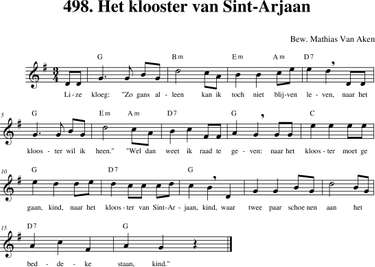 498. Het klooster van Sint-Arjaan
Bew. Mathias Van Aken
G Bm Em Am D7
Li-ze kloeg: "Zo gans al-leen kan ik toch niet blij-ven le-ven, naar het
5 G Em Am D7 G G C
kloos-ter wil ik heen." "Wel dan weet ik raad te ge-ven: naar het kloos-ter moet ge
10 G D7 G G
gaan, kind, naar het kloos-ter van Sint-Ar-jaan, kind, waar twee paar schoe nen aan het
15 D7 G
bed-de-ke staan, kind."